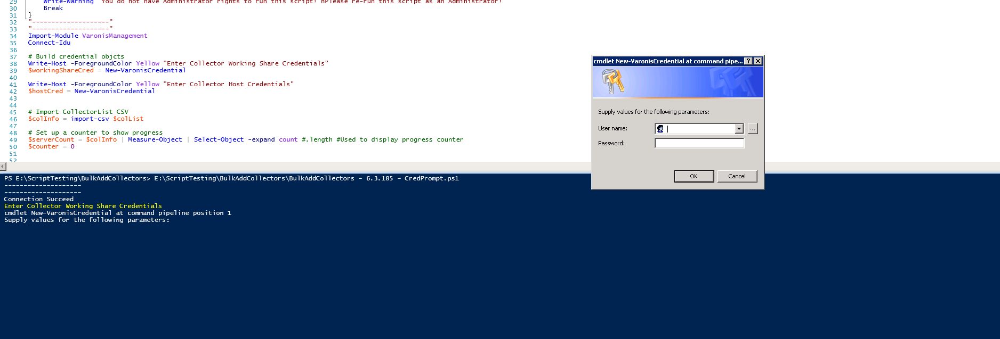 29 Write-Warning "You do not have Administrator rights to run this script!`nPlease re-run this script as an Administrator!"
30 Break
31 }
32 "--------------------"
33 "--------------------"
34 Import-Module VaronisManagement
35 Connect-Idu
36
37 # Build credential objcts
38 Write-Host -ForegroundColor Yellow "Enter Collector Working Share Credentials"
39 $workingShareCred = New-VaronisCredential
40
41 Write-Host -ForegroundColor Yellow "Enter Collector Host Credentials"
42 $hostCred = New-VaronisCredential
43
44
45 # Import CollectorList CSV
46 $colInfo = import-csv $colList
47
48 # Set up a counter to show progress
49 $serverCount = $colInfo | Measure-Object | Select-Object -expand count #.length #Used to display progress counter
50 $counter = 0
51
52
cmdlet New-VaronisCredential at command pipe...
Supply values for the following parameters:
User name:
Password:
...
OK Cancel
PS E:\ScriptTesting\BulkAddCollectors> E:\ScriptTesting\BulkAddCollectors\BulkAddCollectors - 6.3.185 - CredPrompt.ps1
--------------------
--------------------
Connection Succeed
Enter Collector Working Share Credentials
cmdlet New-VaronisCredential at command pipeline position 1
Supply values for the following parameters: